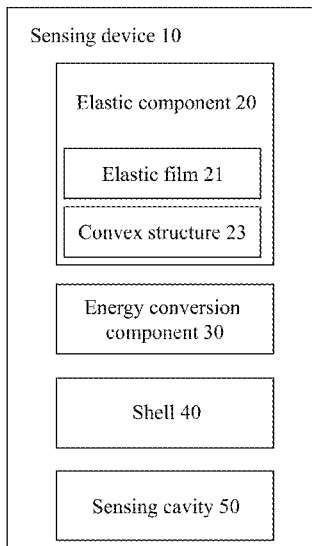 Sensing device 10
Elastic component 20
Elastic film 21
Convex structure 23
Energy conversion
component 30
Shell 40
Sensing cavity 50